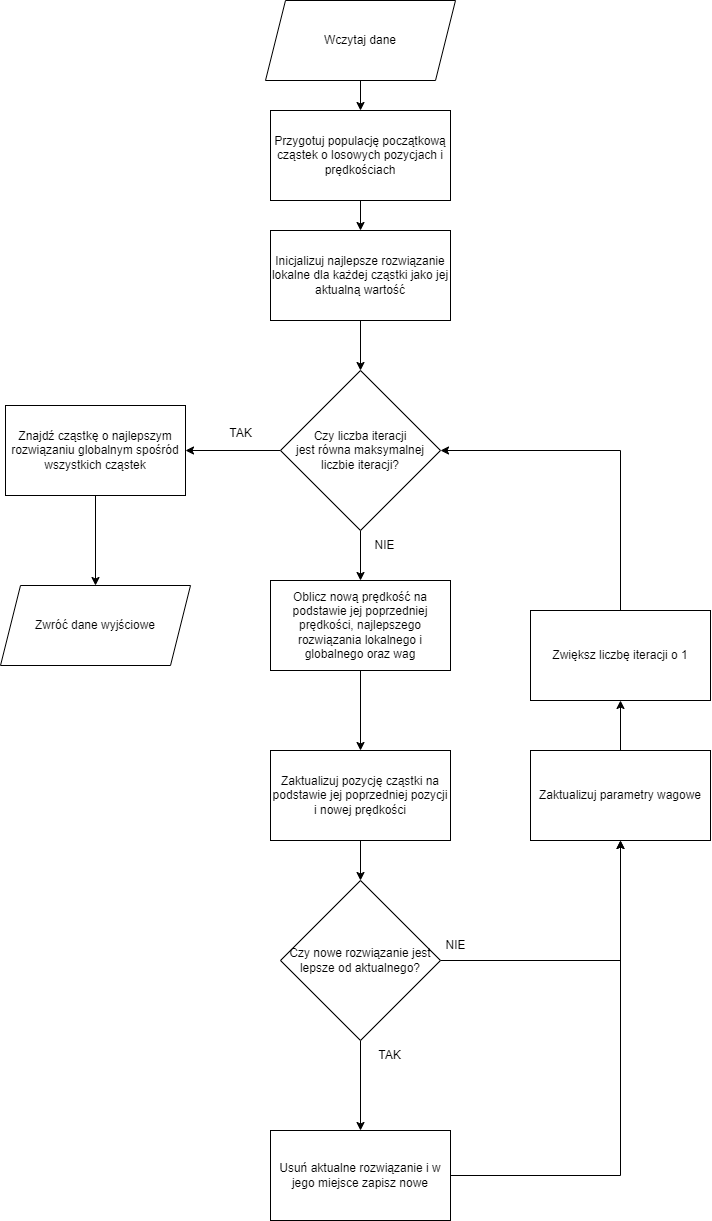 Wczytaj dane
Przygotuj populację początkową
cząstek o losowych pozycjach i
prędkościach
Inicjalizuj najlepsze rozwiązanie
lokalne dla każdej cząstki jako jej
aktualną wartość
Czy liczba iteracji
jest równa maksymalnej
liczbie iteracji?
TAK
Znajdź cząstkę o najlepszym
rozwiązaniu globalnym spośród
wszystkich cząstek
Zwróć dane wyjściowe
NIE
Oblicz nową prędkość na
podstawie jej poprzedniej
prędkości, najlepszego
rozwiązania lokalnego i
globalnego oraz wag
Zaktualizuj pozycję cząstki na
podstawie jej poprzedniej pozycji
i nowej prędkości
Czy nowe rozwiązanie jest
lepsze od aktualnego?
NIE
TAK
Usuń aktualne rozwiązanie i w
jego miejsce zapisz nowe
Zaktualizuj parametry wagowe
Zwiększ liczbę iteracji o 1